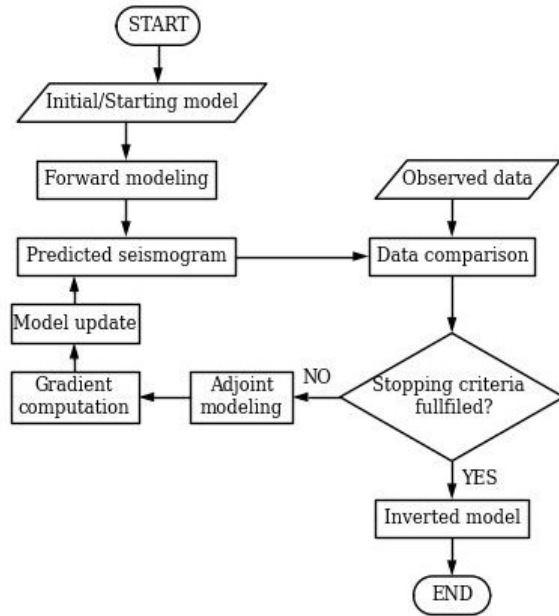 START
Initial/Starting model
Forward modeling
Observed data
Predicted seismogram
Data comparison
Model update
Gradient
computation
Adjoint
modeling
NO
Stopping criteria
fullfiled?
YES
Inverted model
END